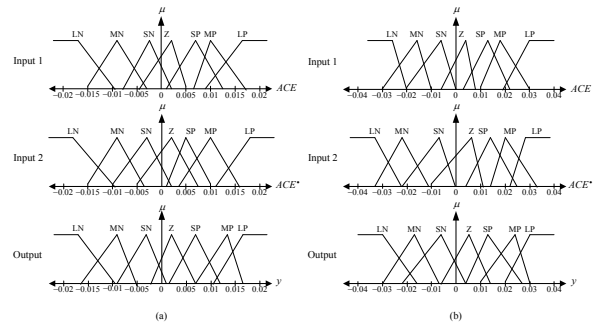 μ μ
LN MN SN Z SP MP LP LN MN SN Z SP MP LP
Input 1 Input 1
−0.02 −0.015 −0.01 −0.005 0 0.005 0.01 0.015 0.02 ACE −0.04 −0.03 −0.02 −0.01 0 0.01 0.02 0.03 0.04 ACE
μ μ
LN MN SN Z SP MP LP LN MN SN Z SP MP LP
Input 2 Input 2
−0.02 −0.015 −0.01 −0.005 0 0.005 0.01 0.015 0.02 ACE• −0.04 −0.03 −0.02 −0.01 0 0.01 0.02 0.03 0.04 ACE•
μ μ
LN MN SN Z SP MP LP LN MN SN Z SP MP LP
Output Output
−0.02 −0.015 −0.01 −0.005 0 0.005 0.01 0.015 0.02 y −0.04 −0.03 −0.02 −0.01 0 0.01 0.02 0.03 0.04 y
(a) (b)